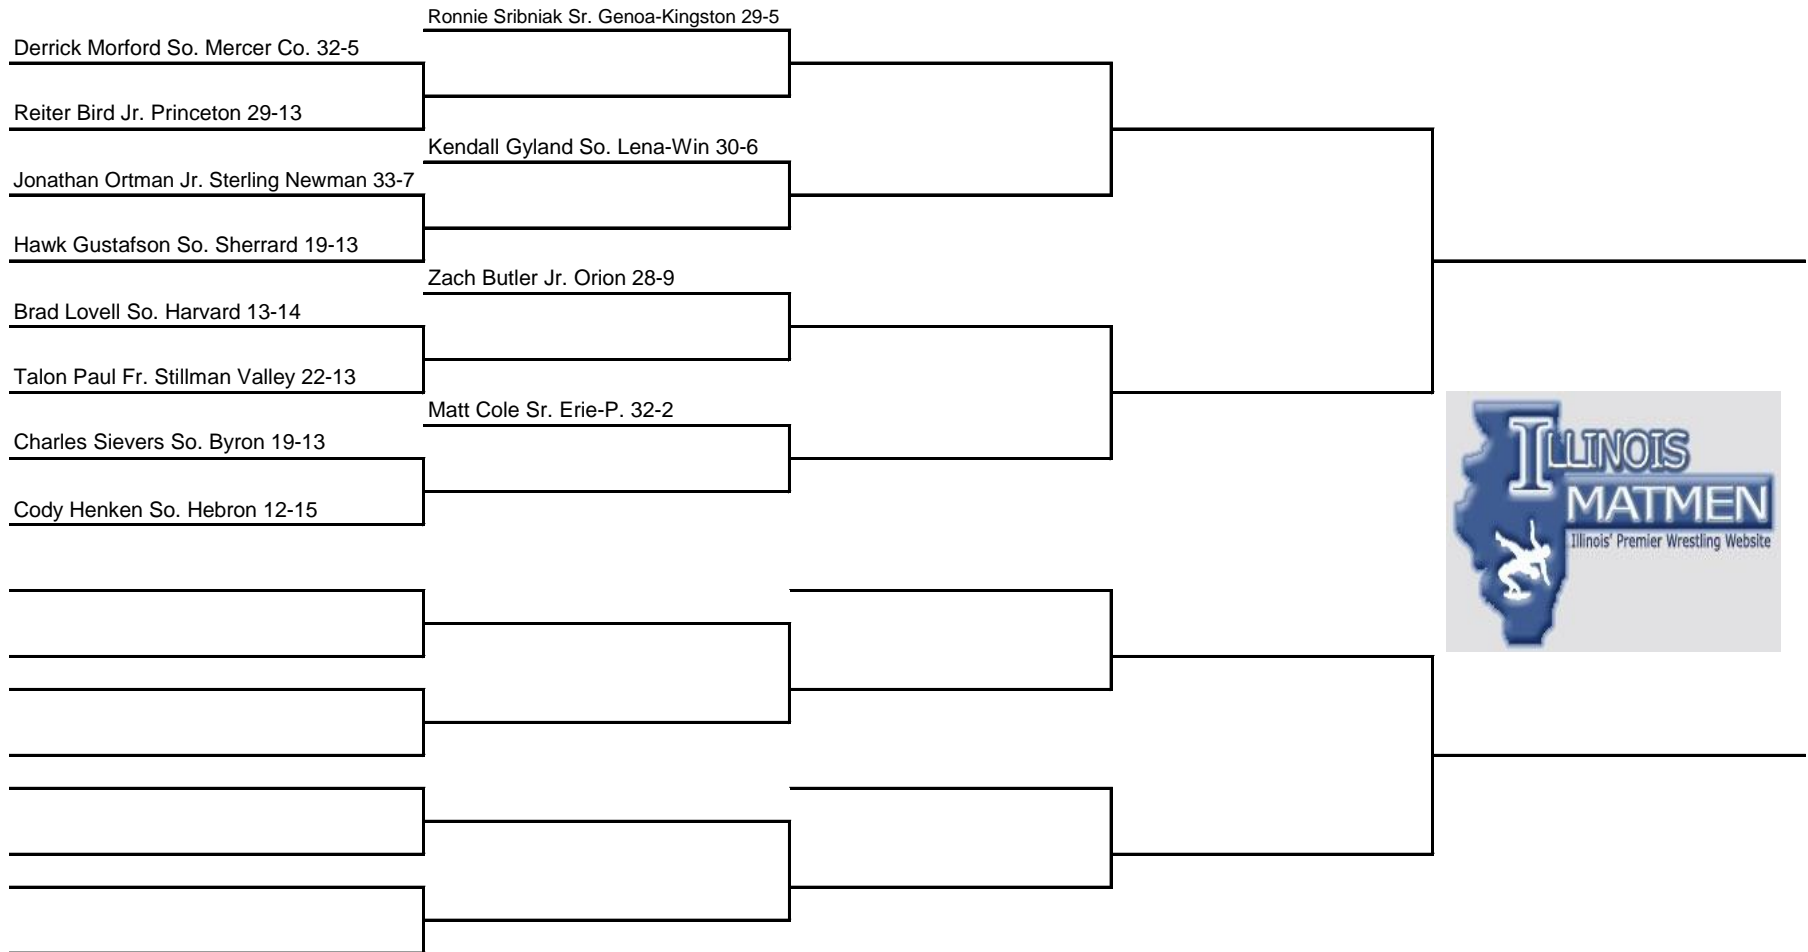 Ronnie Sribniak Sr. Genoa-Kingston 29-5
Derrick Morford So. Mercer Co. 32-5
Reiter Bird Jr. Princeton 29-13
Kendall Gyland So. Lena-Win 30-6
Jonathan Ortman Jr. Sterling Newman 33-7
Hawk Gustafson So. Sherrard 19-13
Zach Butler Jr. Orion 28-9
Brad Lovell So. Harvard 13-14
Talon Paul Fr. Stillman Valley 22-13
Matt Cole Sr. Erie-P. 32-2
Charles Sievers So. Byron 19-13
Cody Henken So. Hebron 12-15
ILLINOIS
MATMEN
Illinois' Premier Wrestling Website